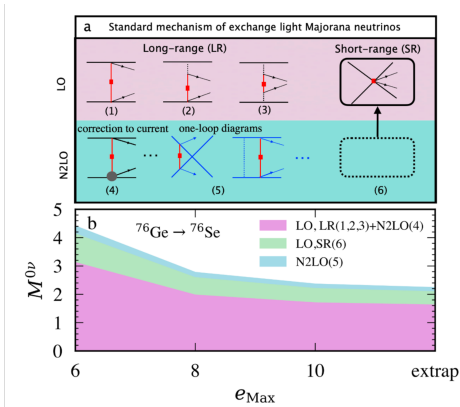 a Standard mechanism of exchange light Majorana neutrinos
Long-range (LR) Short-range (SR)
LO
(1) (2) (3)
N2LO
correction to current one-loop diagrams
... ...
(4) (5) (6)
b ⁷⁶Ge → ⁷⁶Se
LO, LR(1,2,3)+N2LO(4)
LO,SR(6)
N2LO(5)
M⁰ᵛ
5
4
3
2
1
0
6 8 10 extrap
eMax